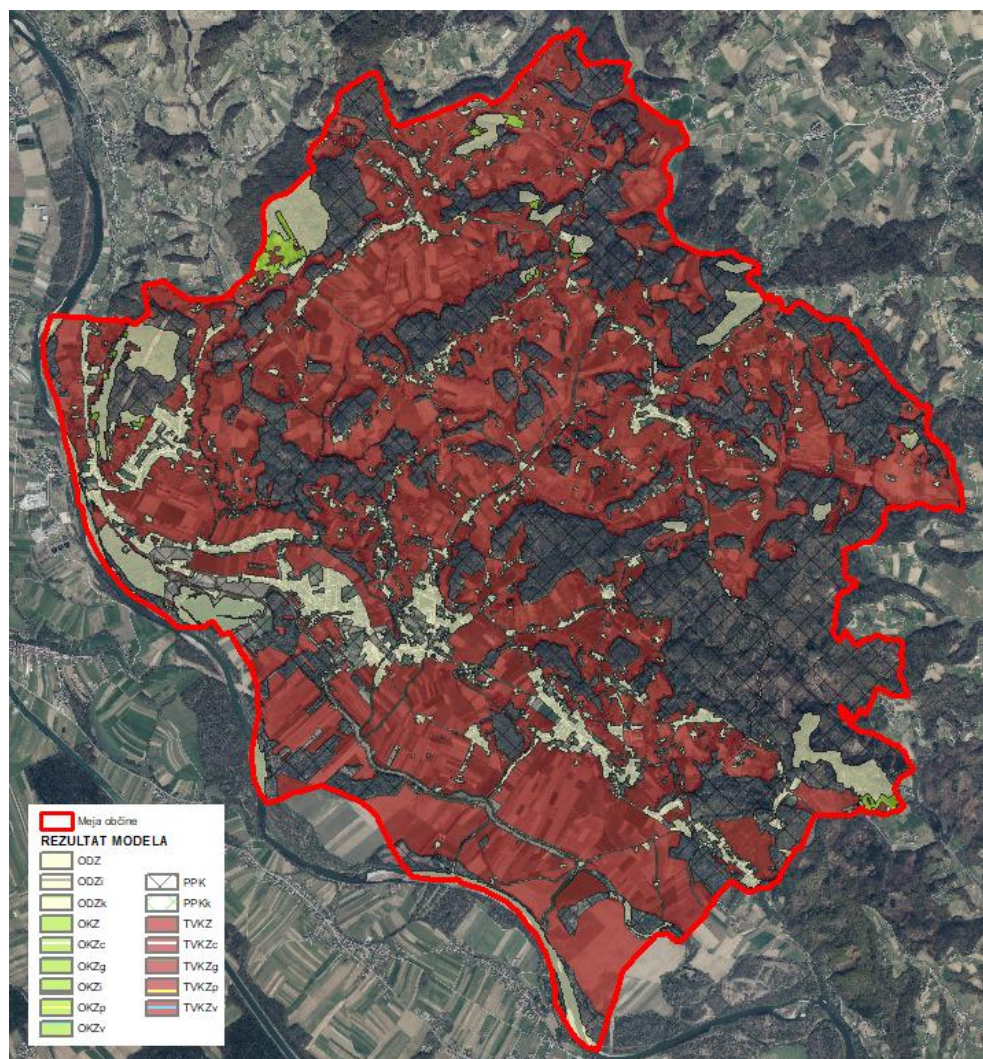 Meja občine
REZULTAT MODELA
ODZ
ODZi
ODZk
OKZ
OKZc
OKZg
OKZi
OKZp
OKZv
PPK
PPKk
TVKZ
TVKZc
TVKZg
TVKZp
TVKZv